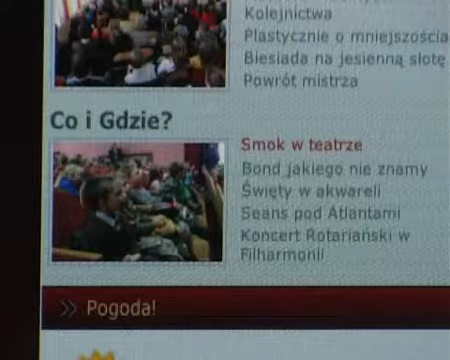 Kolejnictwa
Plastycznie o mniejszościa
Biesiada na jesienną słotę
Powrót mistrza
Co i Gdzie?
Smok w teatrze
Bond jakiego nie znamy
Święty w akwareli
Seans pod Atlantami
Koncert Rotariański w
Filharmonii
Pogoda!